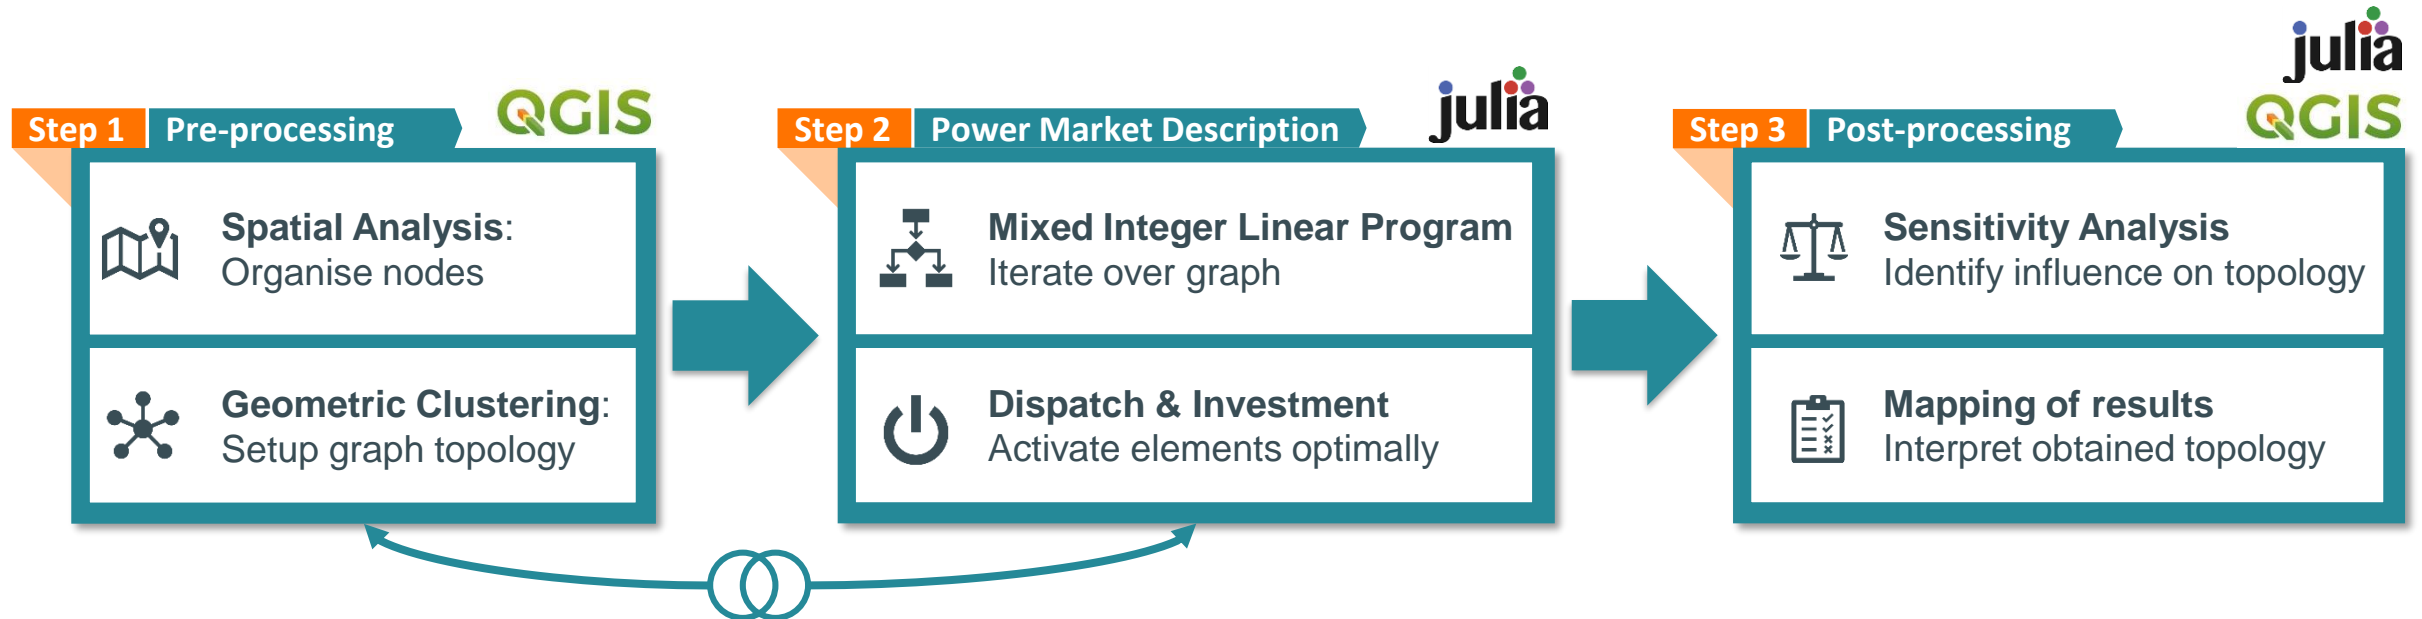 Step 1 Pre-processing
QGIS
Spatial Analysis:
Organise nodes
Geometric Clustering:
Setup graph topology
Step 2 Power Market Description
julia
Mixed Integer Linear Program
Iterate over graph
Dispatch & Investment
Activate elements optimally
julia
QGIS
Step 3 Post-processing
Sensitivity Analysis
Identify influence on topology
Mapping of results
Interpret obtained topology